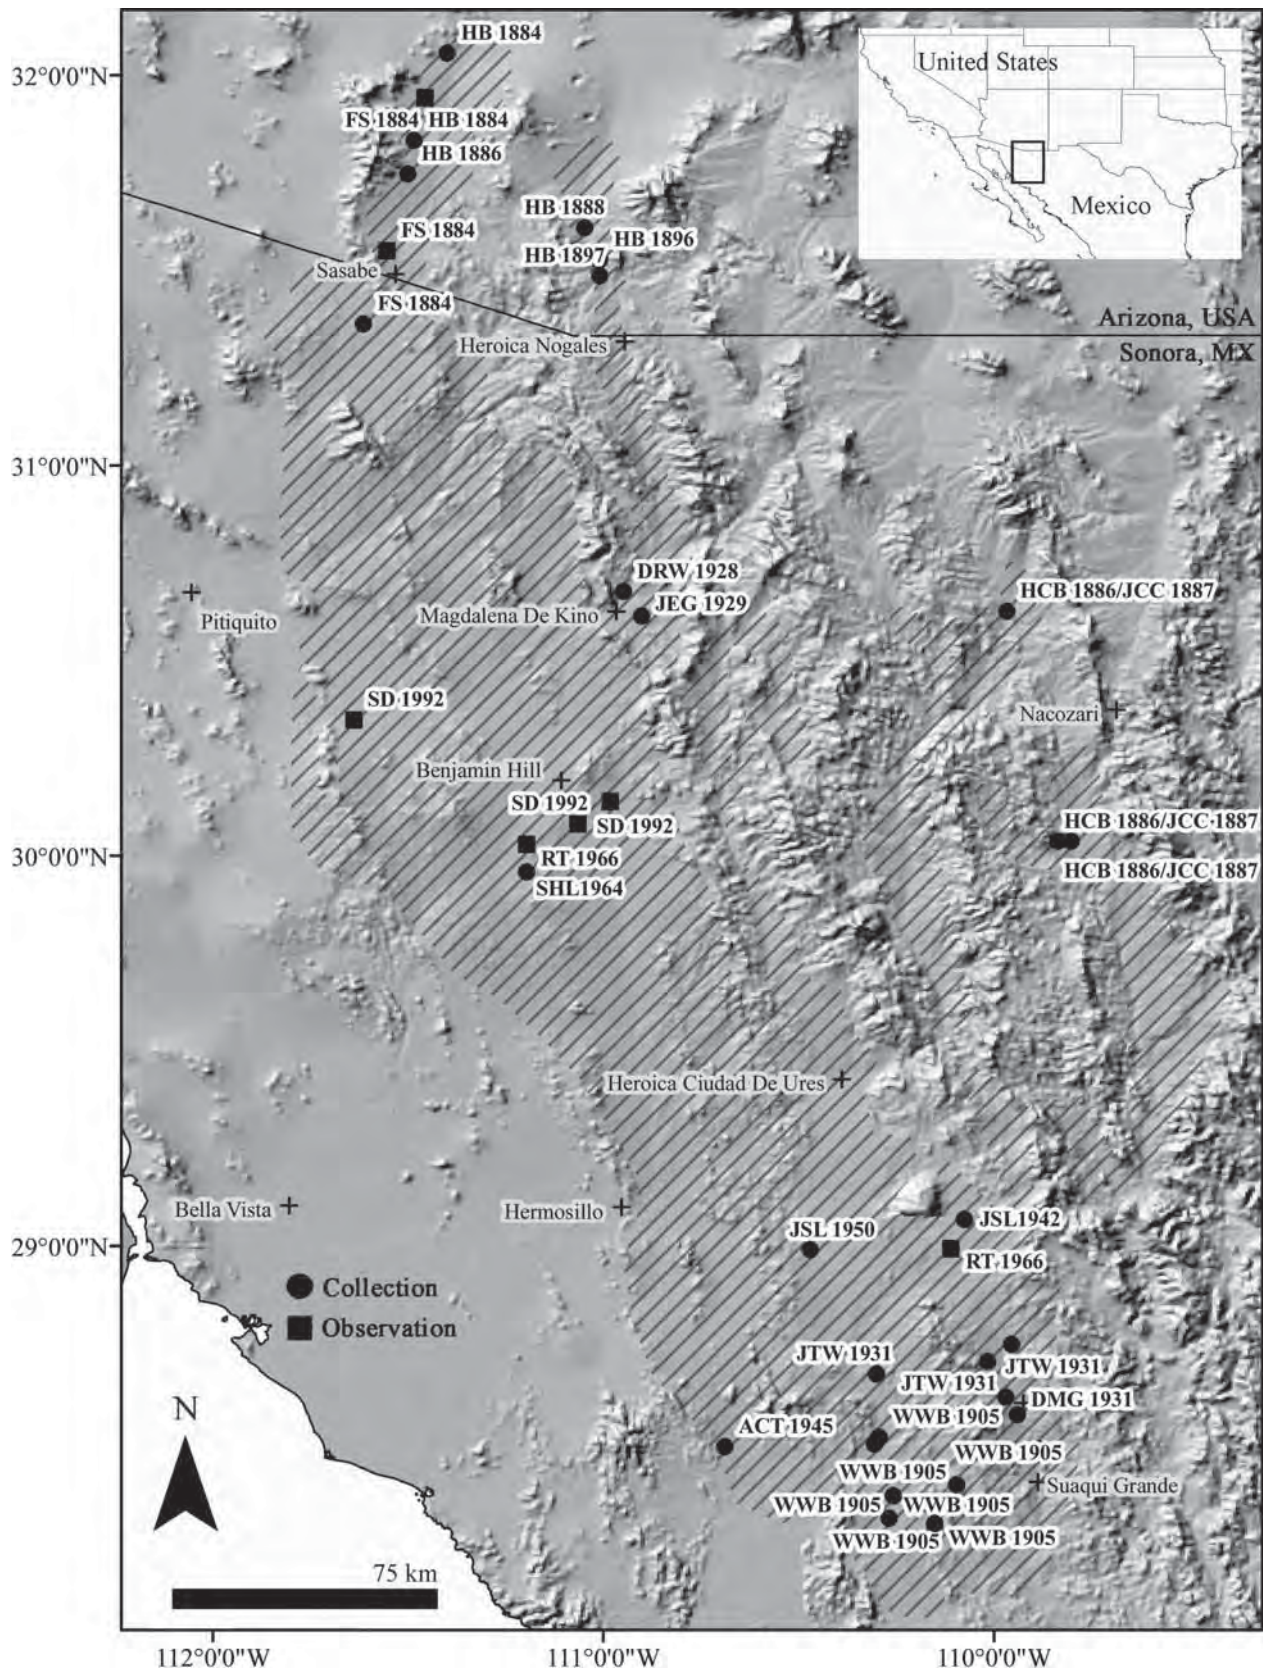 HB 1884
United States
32°0'0"N
FS 1884
HB 1884
HB 1886
Mexico
HB 1888
FS 1884
HB 1896
HB 1897
Sasabe
FS 1884
Arizona, USA
Heroica Nogales
Sonora, MX
31°0'0"N
DRW 1928
HCB 1886/JCC 1887
JEG 1929
Magdalena De Kino
Pitiquito
SD 1992
Nacozari
Benjamin Hill
SD 1992
SD 1992
HCB 1886/JCC 1887
30°0'0"N
RT 1966
HCB 1886/JCC 1887
SHL1964
Heroica Ciudad De Ures
Bella Vista
Hermosillo
JSL 1950
JSL1942
29°0'0"N
RT 1966
Collection
Observation
JTW 1931
JTW 1931
JTW 1931
DMG 1931
N
ACT 1945
WWB 1905
WWB 1905
WWB 1905
Suaqui Grande
WWB 1905
WWB 1905
WWB 1905
WWB 1905
75 km
112°0'0"W
111°0'0"W
110°0'0"W